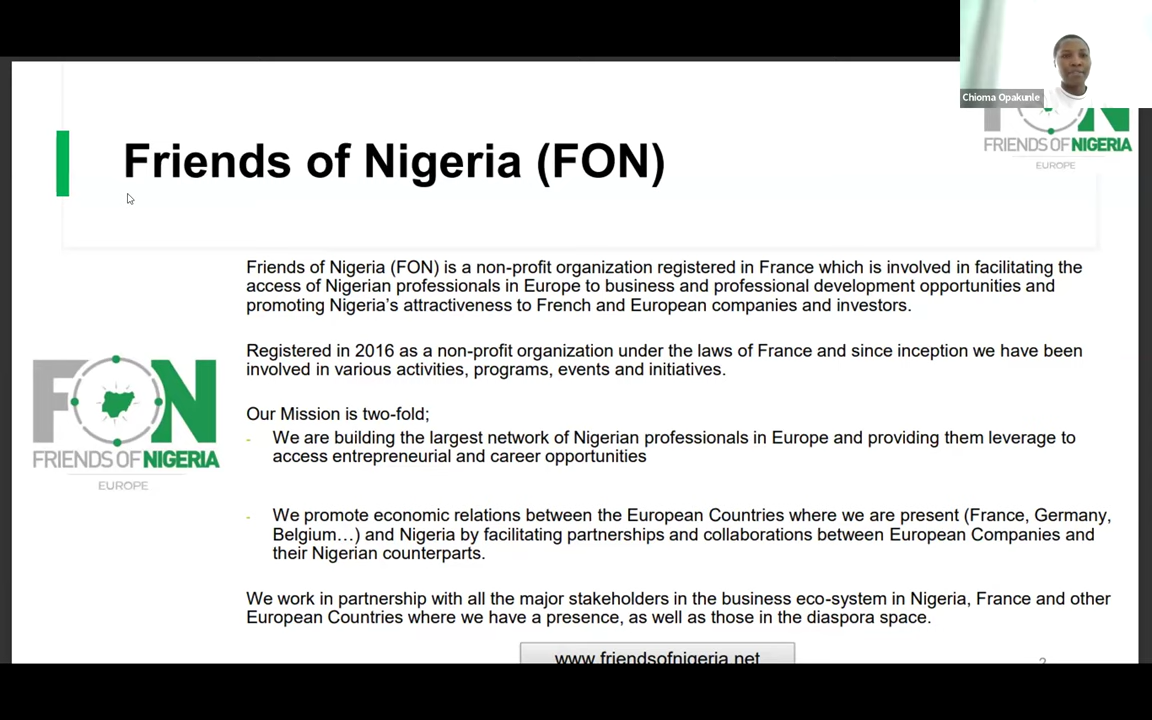 Chioma Opakunle
FRIENDS OF NIGERIA
EUROPE
Friends of Nigeria (FON)
Friends of Nigeria (FON) is a non-profit organization registered in France which is involved in facilitating the
access of Nigerian professionals in Europe to business and professional development opportunities and
promoting Nigeria's attractiveness to French and European companies and investors.
Registered in 2016 as a non-profit organization under the laws of France and since inception we have been
involved in various activities, programs, events and initiatives.
Our Mission is two-fold;
- We are building the largest network of Nigerian professionals in Europe and providing them leverage to
access entrepreneurial and career opportunities
- We promote economic relations between the European Countries where we are present (France, Germany,
Belgium…) and Nigeria by facilitating partnerships and collaborations between European Companies and
their Nigerian counterparts.
We work in partnership with all the major stakeholders in the business eco-system in Nigeria, France and other
European Countries where we have a presence, as well as those in the diaspora space.
FON
FRIENDS OF NIGERIA
EUROPE
www.friendsofnigeria.net
2